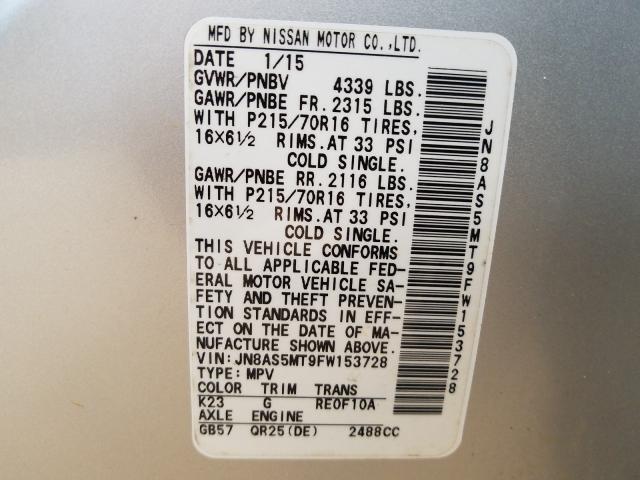 MFD BY NISSAN MOTOR CO.,LTD.
DATE 1/15
GVWR/PNBV 4339 LBS.
GAWR/PNBE FR. 2315 LBS.
WITH P215/70R16 TIRES,
16×6½ RIMS.AT 33 PSI
COLD SINGLE.
GAWR/PNBE RR. 2116 LBS.
WITH P215/70R16 TIRES,
16×6½ RIMS.AT 33 PSI
COLD SINGLE.
THIS VEHICLE CONFORMS
TO ALL APPLICABLE FED-
ERAL MOTOR VEHICLE SA-
FETY AND THEFT PREVEN-
TION STANDARDS IN EFF-
ECT ON THE DATE OF MA-
NUFACTURE SHOWN ABOVE.
VIN:JN8AS5MT9FW153728
TYPE:MPV
COLOR TRIM TRANS
K23 G RE0F10A
AXLE ENGINE
GB57 QR25(DE) 2488CC
JN8AS5MT9FW153728